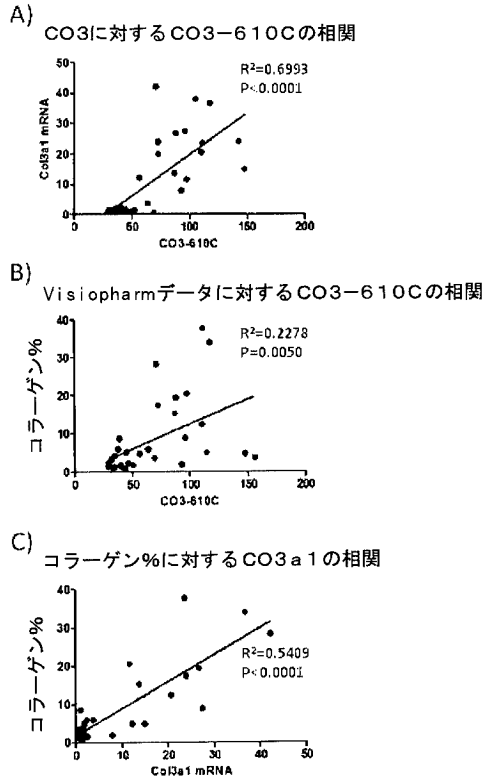 A)
CO3に対するCO3-610Cの相関
R²=0.6993
P<0.0001
Col3a1 mRNA
50
40
30
20
10
0
0 50 100 150 200
CO3-610C
B)
Visiopharmデータに対するCO3-610Cの相関
R²=0.2278
P=0.0050
コラーゲン%
40
30
20
10
0
0 50 100 150 200
CO3-610C
C)
コラーゲン%に対するCO3a1の相関
R²=0.5409
P<0.0001
コラーゲン%
40
30
20
10
0
0 10 20 30 40 50
Col3a1 mRNA